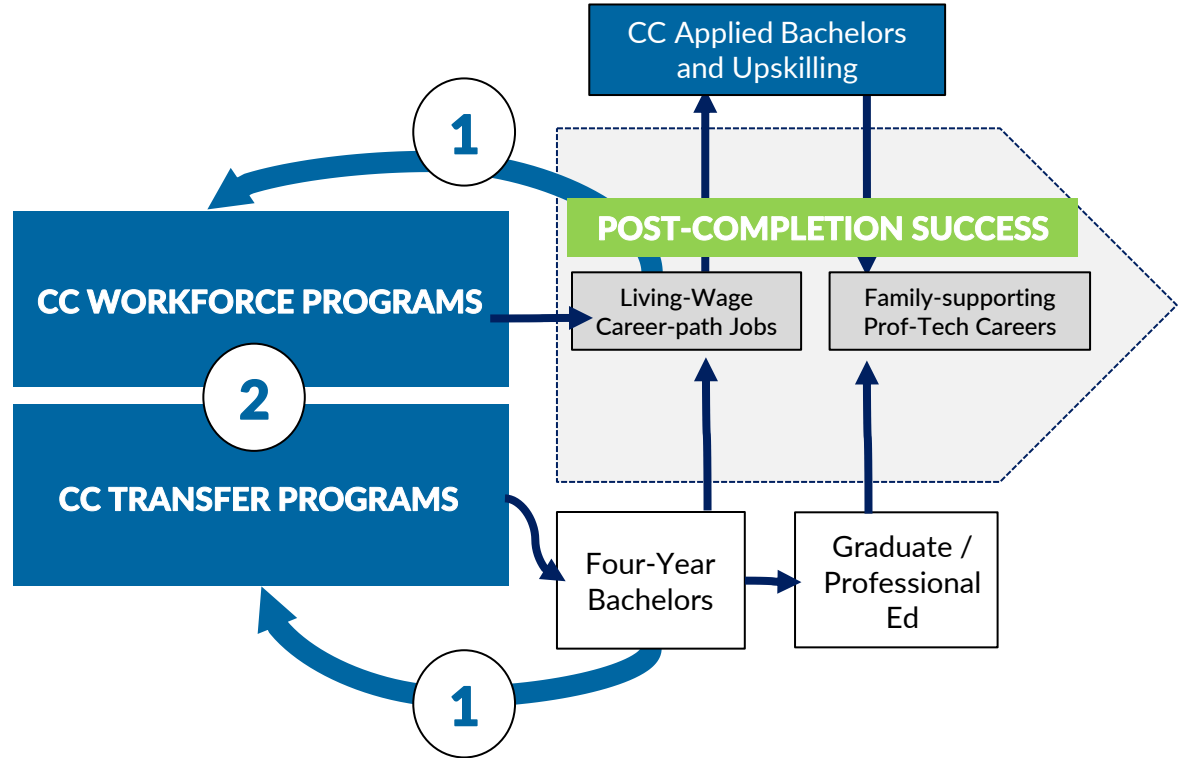 CC Applied Bachelors
and Upskilling
1
POST-COMPLETION SUCCESS
CC WORKFORCE PROGRAMS
Living-Wage
Career-path Jobs
Family-supporting
Prof-Tech Careers
2
CC TRANSFER PROGRAMS
Four-Year
Bachelors
Graduate /
Professional
Ed
1